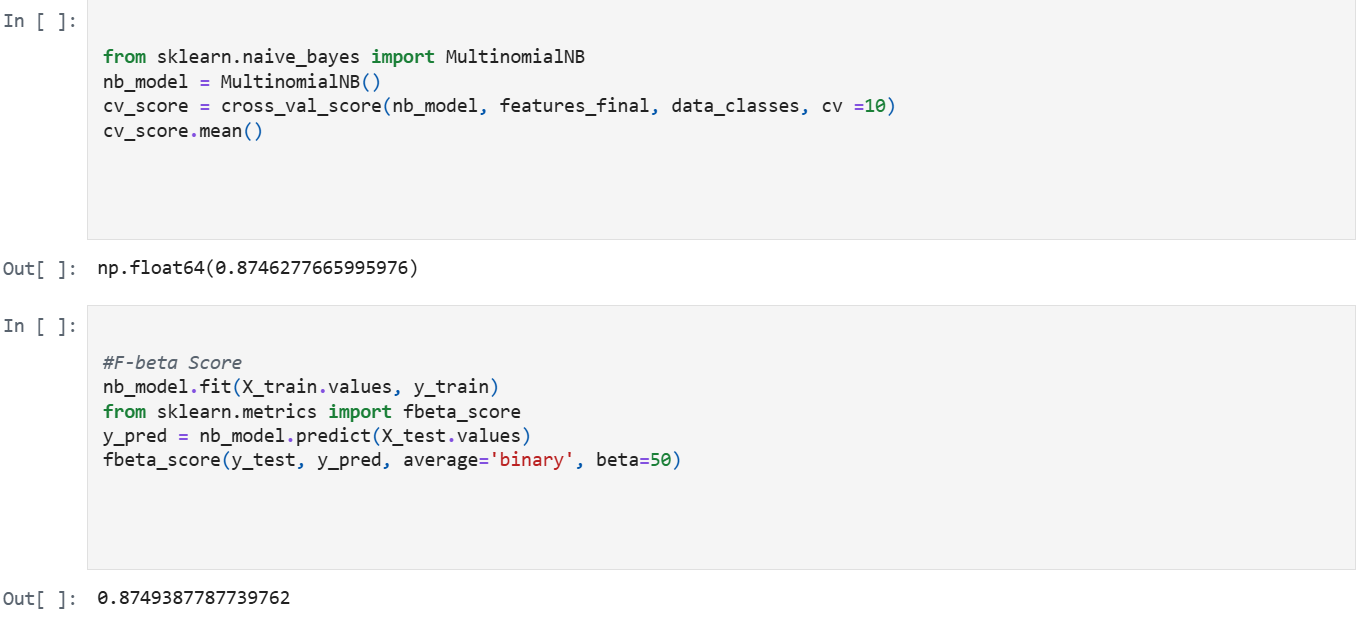 In [ ]:
from sklearn.naive_bayes import MultinomialNB
nb_model = MultinomialNB()
cv_score = cross_val_score(nb_model, features_final, data_classes, cv =10)
cv_score.mean()
Out[ ]: np.float64(0.8746277665995976)
In [ ]:
#F-beta Score
nb_model.fit(X_train.values, y_train)
from sklearn.metrics import fbeta_score
y_pred = nb_model.predict(X_test.values)
fbeta_score(y_test, y_pred, average='binary', beta=50)
Out[ ]: 0.8749387787739762